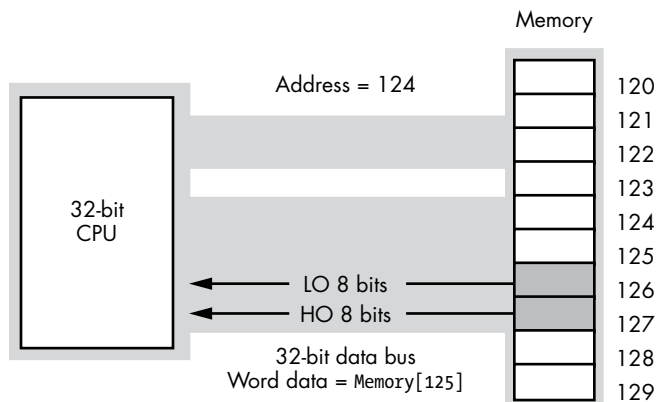 Memory
Address = 124
120
121
122
123
32-bit
CPU
124
125
LO 8 bits
126
HO 8 bits
127
32-bit data bus
128
Word data = Memory[125]
129